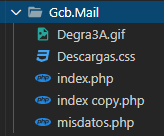 Gcb.Mail
Degra3A.gif
Descargas.css
index.php
index copy.php
misdatos.php